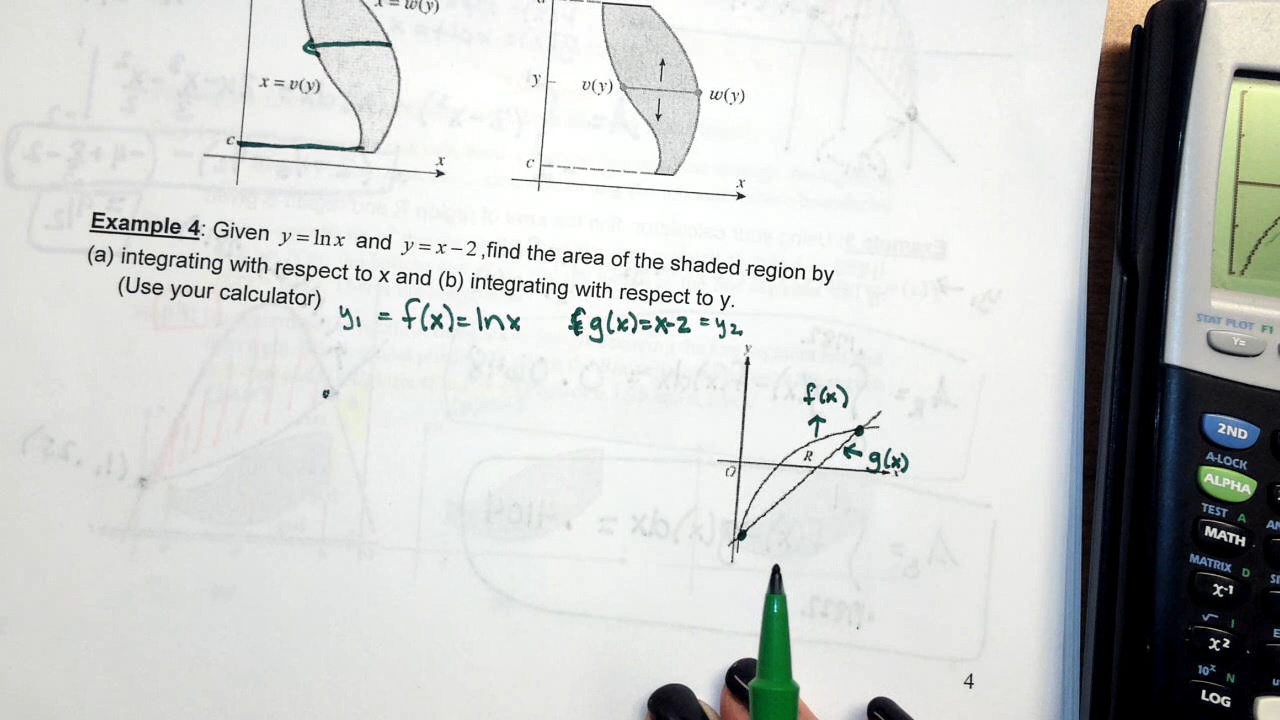 x = w(y)
x = v(y)
c
x
y
v(y)
w(y)
c
x
Example 4: Given y = ln x and y = x − 2 ,find the area of the shaded region by
(a) integrating with respect to x and (b) integrating with respect to y.
(Use your calculator)
y₁ = f(x) = ln x & g(x) = x-2 = y₂
y
f(x)
R
g(x)
O
x
4
STAT PLOT F1
Y=
2ND
A-LOCK
ALPHA
TEST A
MATH
MATRIX D
x⁻¹
√ I
x²
10ˣ N
LOG